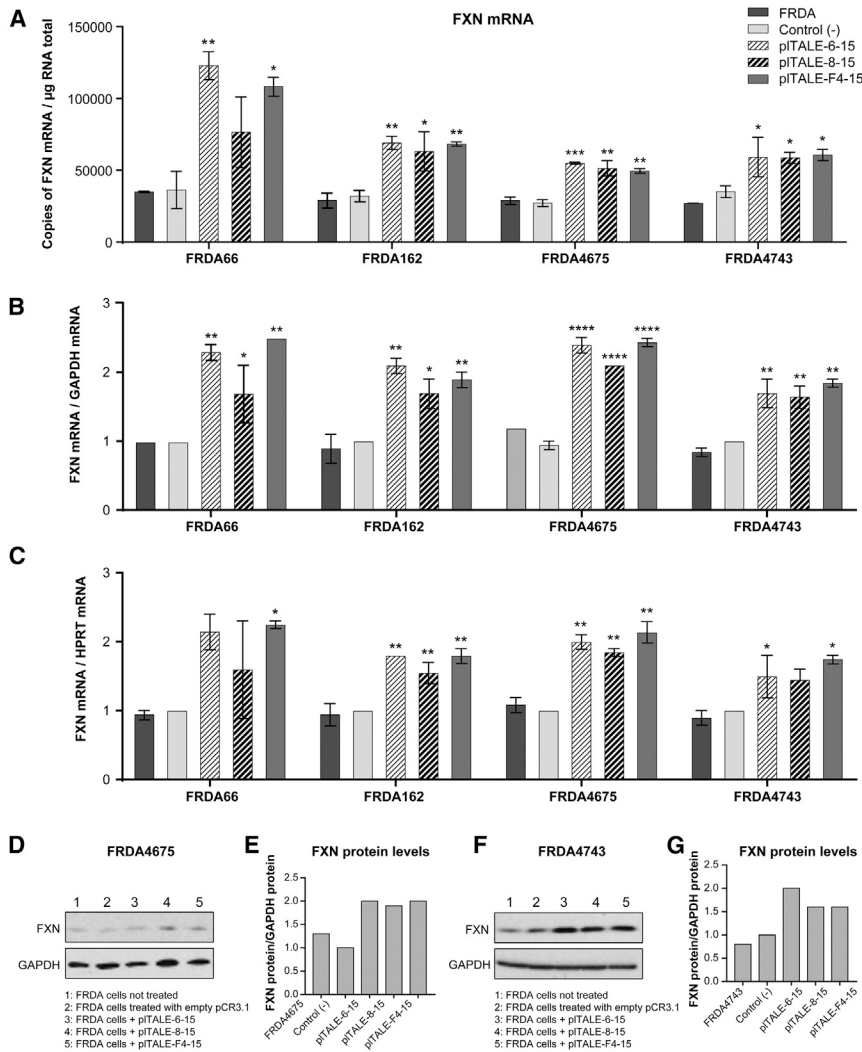 A
FXN mRNA
FRDA
Control (-)
pITALE-6-15
pITALE-8-15
pITALE-F4-15
Copies of FXN mRNA / µg RNA total
150000
100000
50000
0
** * ** * ** *** ** ** * * *
FRDA66 FRDA162 FRDA4675 FRDA4743
B
FXN mRNA / GAPDH mRNA
3
2
1
0
** * ** ** * ** **** **** **** ** ** **
FRDA66 FRDA162 FRDA4675 FRDA4743
C
FXN mRNA / HPRT mRNA
3
2
1
0
* ** ** ** ** ** ** * *
FRDA66 FRDA162 FRDA4675 FRDA4743
D
FRDA4675
1 2 3 4 5
FXN
GAPDH
1: FRDA cells not treated
2: FRDA cells treated with empty pCR3.1
3: FRDA cells + pITALE-6-15
4: FRDA cells + pITALE-8-15
5: FRDA cells + pITALE-F4-15
E
FXN protein levels
FXN protein/GAPDH protein
2.5
2.0
1.5
1.0
0.5
0.0
FRDA4675
Control (-)
pITALE-6-15
pITALE-8-15
pITALE-F4-15
F
FRDA4743
1 2 3 4 5
FXN
GAPDH
1: FRDA cells not treated
2: FRDA cells treated with empty pCR3.1
3: FRDA cells + pITALE-6-15
4: FRDA cells + pITALE-8-15
5: FRDA cells + pITALE-F4-15
G
FXN protein levels
FXN protein/GAPDH protein
2.5
2.0
1.5
1.0
0.5
0.0
FRDA4743
Control (-)
pITALE-6-15
pITALE-8-15
pITALE-F4-15